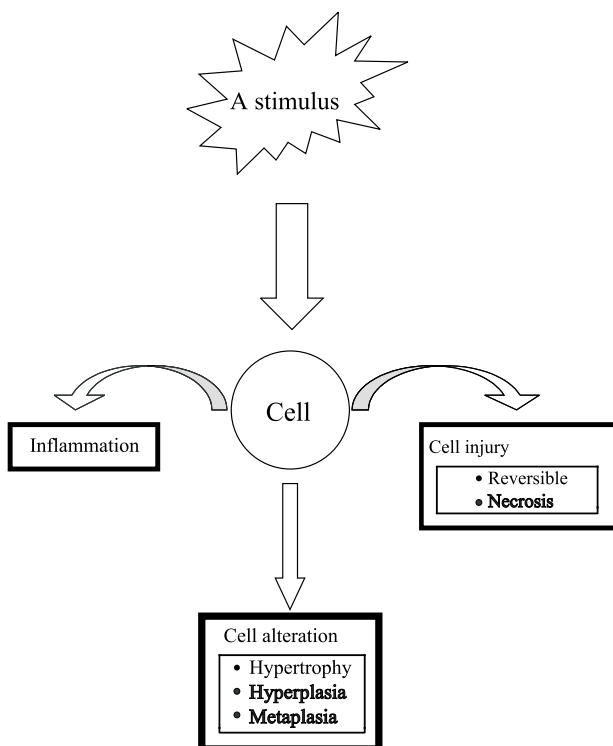 A stimulus
Cell
Inflammation
Cell injury
• Reversible
• Necrosis
Cell alteration
• Hypertrophy
• Hyperplasia
• Metaplasia